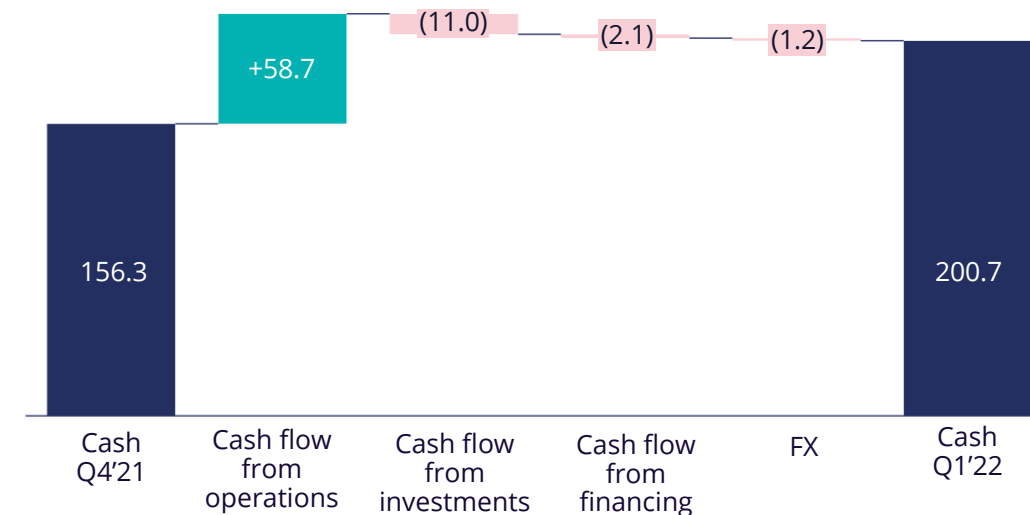 (11.0)
(2.1)
(1.2)
+58.7
156.3
200.7
Cash
Q4’21
Cash flow
from
operations
Cash flow
from
investments
Cash flow
from
financing
FX
Cash
Q1’22